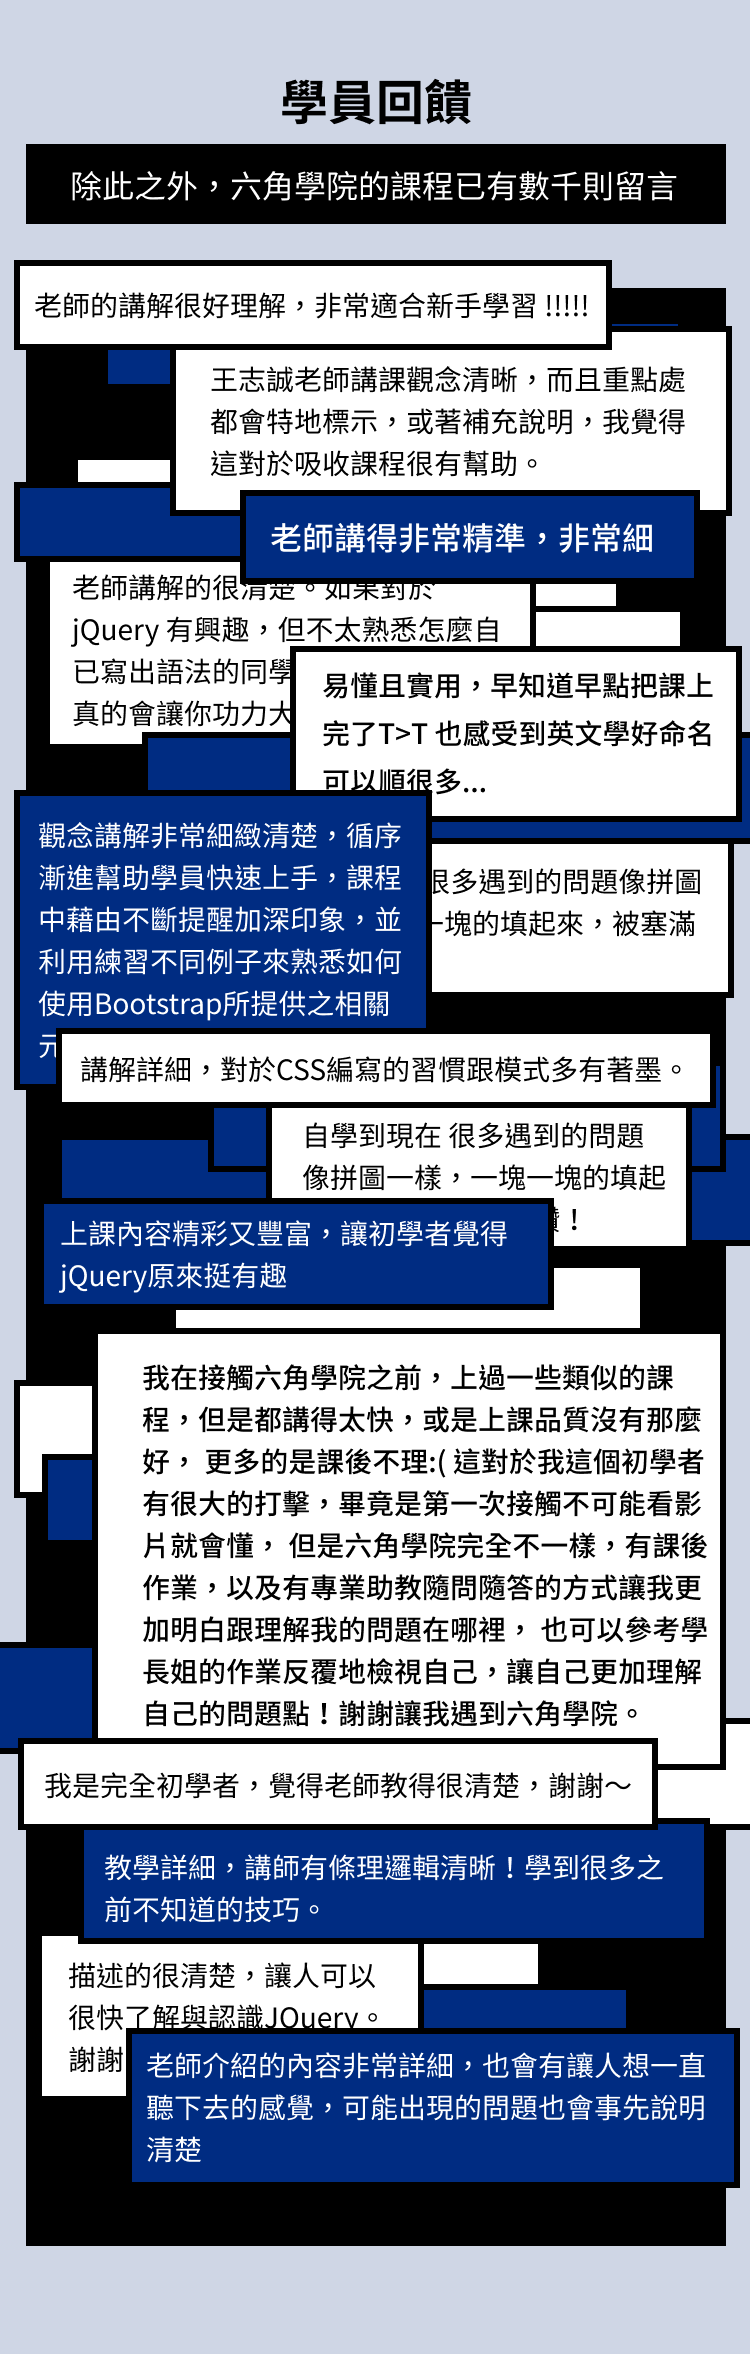 學員回饋
除此之外，六角學院的課程已有數千則留言
老師的講解很好理解，非常適合新手學習 !!!!!
王志誠老師講課觀念清晰，而且重點處
都會特地標示，或著補充說明，我覺得
這對於吸收課程很有幫助。
老師講得非常精準，非常細
老師講解的很清楚。如果對於
jQuery 有興趣，但不太熟悉怎麼自
已寫出語法的同學
真的會讓你功力大
易懂且實用，早知道早點把課上
完了T>T 也感受到英文學好命名
可以順很多...
觀念講解非常細緻清楚，循序
漸進幫助學員快速上手，課程
中藉由不斷提醒加深印象，並
利用練習不同例子來熟悉如何
使用Bootstrap所提供之相關
元
很多遇到的問題像拼圖
一塊的填起來，被塞滿
講解詳細，對於CSS編寫的習慣跟模式多有著墨。
自學到現在 很多遇到的問題
像拼圖一樣，一塊一塊的填起
！
上課內容精彩又豐富，讓初學者覺得
jQuery原來挺有趣
我在接觸六角學院之前，上過一些類似的課
程，但是都講得太快，或是上課品質沒有那麼
好， 更多的是課後不理:( 這對於我這個初學者
有很大的打擊，畢竟是第一次接觸不可能看影
片就會懂， 但是六角學院完全不一樣，有課後
作業，以及有專業助教隨問隨答的方式讓我更
加明白跟理解我的問題在哪裡， 也可以參考學
長姐的作業反覆地檢視自己，讓自己更加理解
自己的問題點！謝謝讓我遇到六角學院。
我是完全初學者，覺得老師教得很清楚，謝謝～
教學詳細，講師有條理邏輯清晰！學到很多之
前不知道的技巧。
描述的很清楚，讓人可以
很快了解與認識JQuery。
謝謝
老師介紹的內容非常詳細，也會有讓人想一直
聽下去的感覺，可能出現的問題也會事先說明
清楚